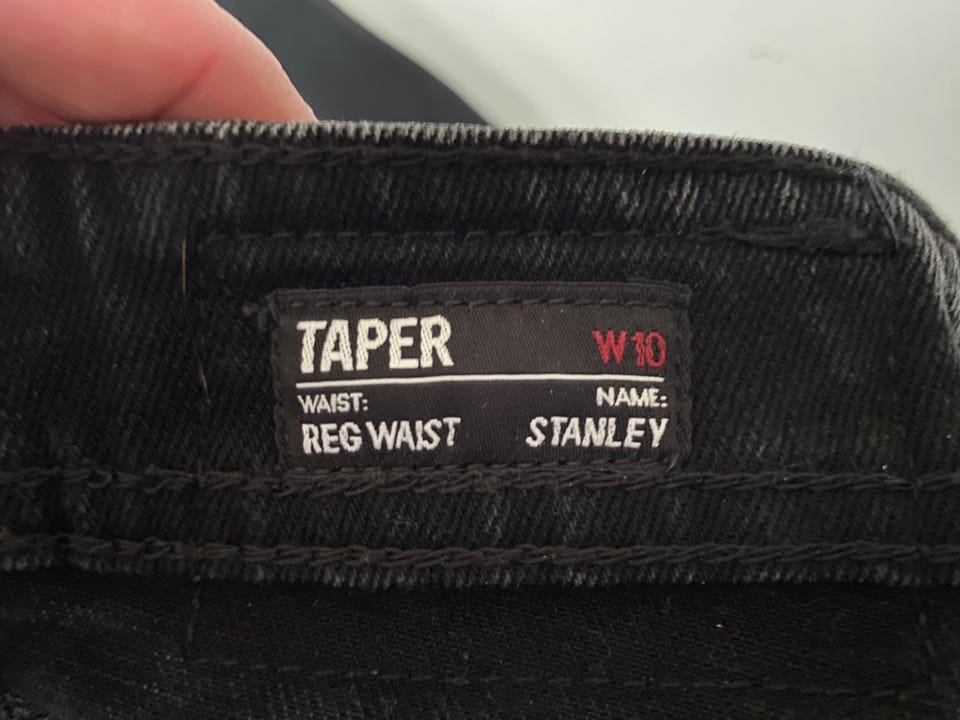 TAPER W10
WAIST: NAME:
REG WAIST STANLEY